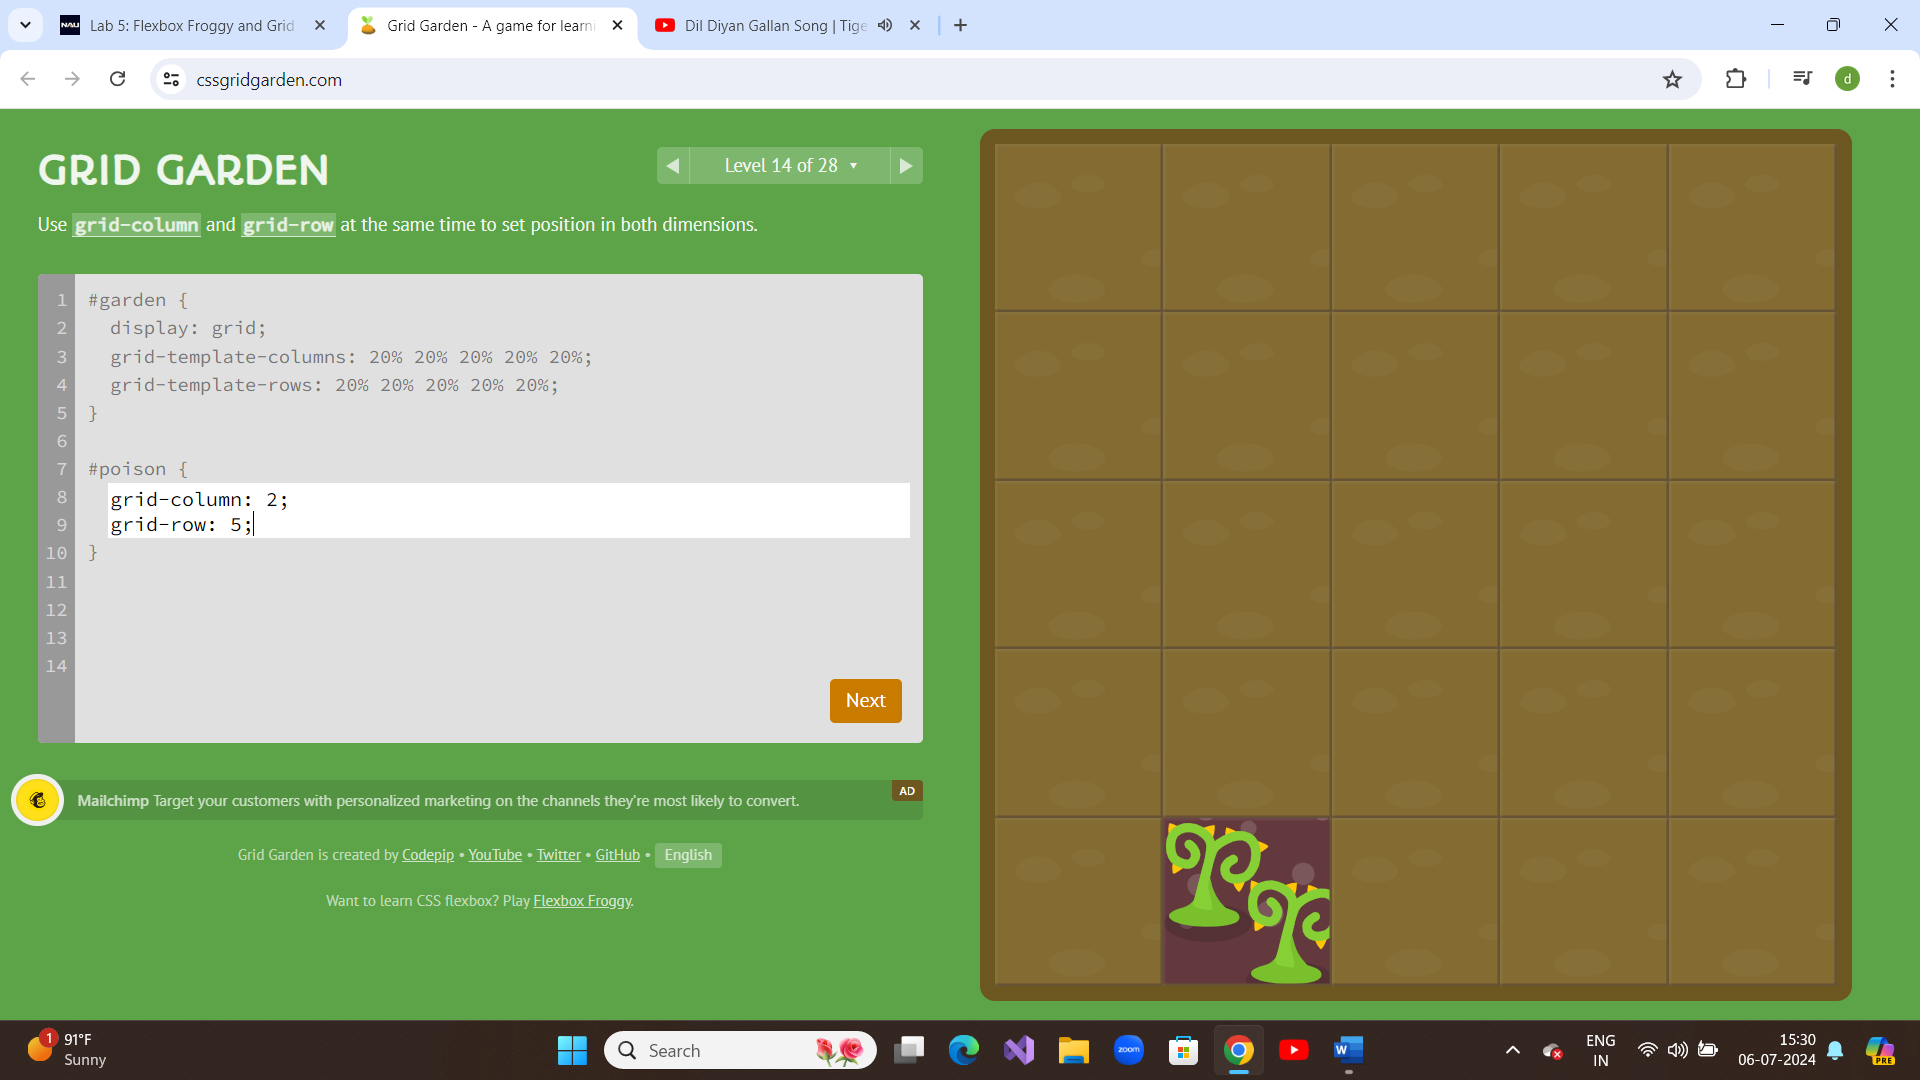 NAU Lab 5: Flexbox Froggy and Grid
Grid Garden - A game for learni
Dil Diyan Gallan Song | Tige
cssgridgarden.com
d
GRID GARDEN
Level 14 of 28
Use grid-column and grid-row at the same time to set position in both dimensions.
1 #garden {
2 display: grid;
3 grid-template-columns: 20% 20% 20% 20% 20%;
4 grid-template-rows: 20% 20% 20% 20% 20%;
5 }
6
7 #poison {
8 grid-column: 2;
9 grid-row: 5;
10 }
11
12
13
14
Next
Mailchimp Target your customers with personalized marketing on the channels they're most likely to convert.
AD
Grid Garden is created by Codepip • YouTube • Twitter • GitHub • English
Want to learn CSS flexbox? Play Flexbox Froggy.
1
91°F
Sunny
Search
zoom
W
ENG
IN
15:30
06-07-2024
PRE